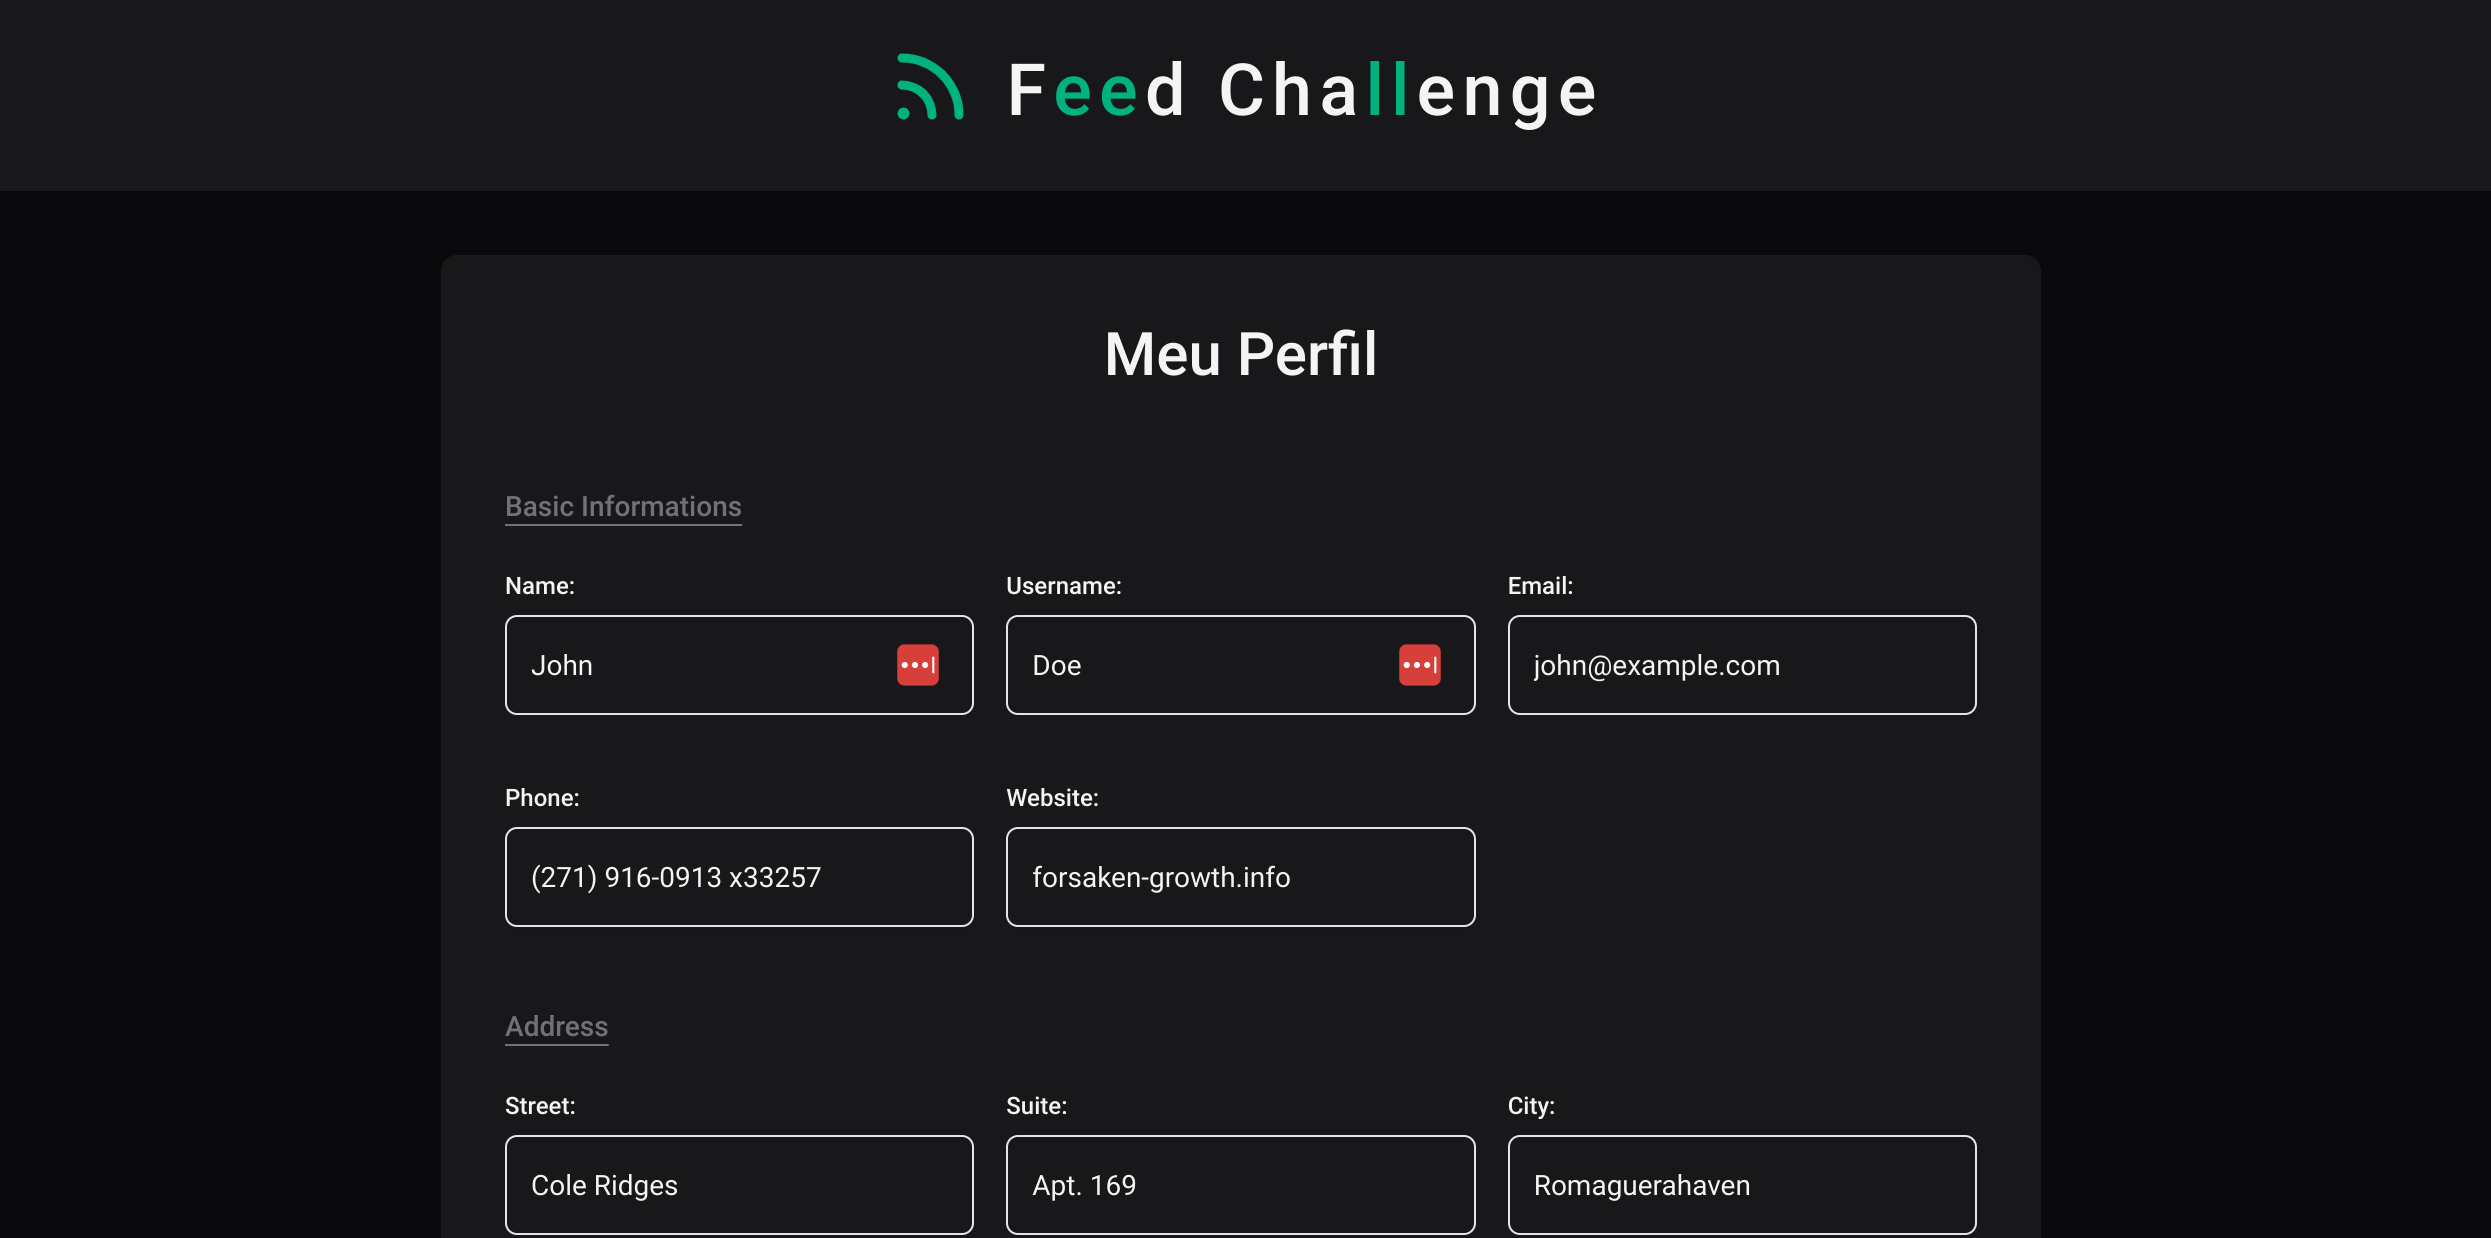 Feed Challenge
Meu Perfil
Basic Informations
Name: Username: Email:
John Doe john@example.com
Phone: Website:
(271) 916-0913 x33257 forsaken-growth.info
Address
Street: Suite: City:
Cole Ridges Apt. 169 Romaguerahaven